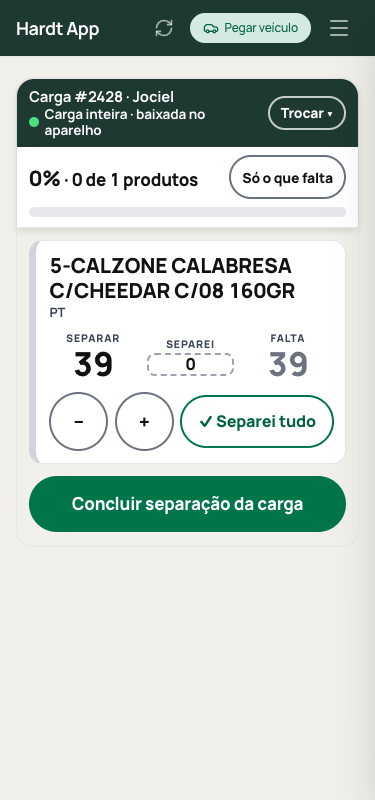 Hardt App
Pegar veículo
Carga #2428 · Jociel
Carga inteira · baixada no
aparelho
Trocar ▾
0% · 0 de 1 produtos
Só o que falta
5-CALZONE CALABRESA
C/CHEEDAR C/08 160GR
PT
SEPARAR
SEPAREI
FALTA
39
0
39
−
+
✓ Separei tudo
Concluir separação da carga